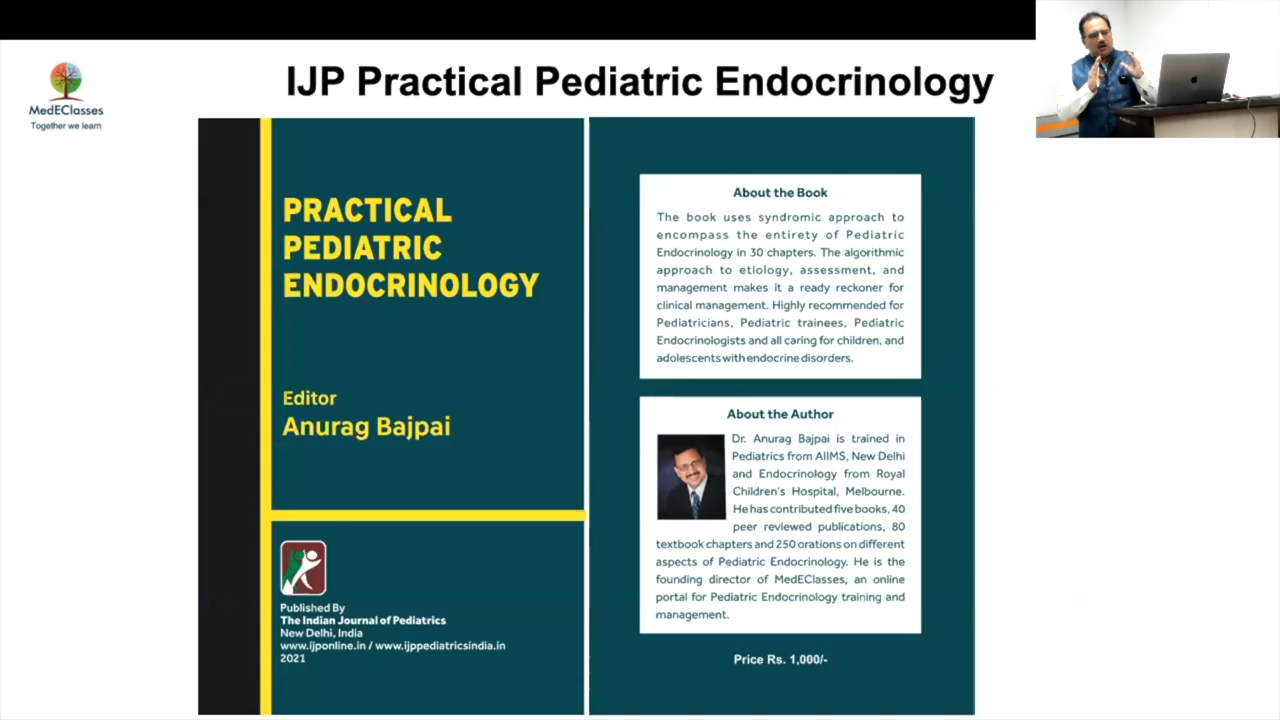 IJP Practical Pediatric Endocrinology
MedEClasses
Together we learn
PRACTICAL
PEDIATRIC
ENDOCRINOLOGY
Editor
Anurag Bajpai
Published By
The Indian Journal of Pediatrics
New Delhi, India
www.ijponline.in / www.ijppediatricsindia.in
2021
About the Book
The book uses syndromic approach to
encompass the entirety of Pediatric
Endocrinology in 30 chapters. The algorithmic
approach to etiology, assessment, and
management makes it a ready reckoner for
clinical management. Highly recommended for
Pediatricians, Pediatric trainees, Pediatric
Endocrinologists and all caring for children, and
adolescents with endocrine disorders.
About the Author
Dr. Anurag Bajpai is trained in
Pediatrics from AIIMS, New Delhi
and Endocrinology from Royal
Children's Hospital, Melbourne.
He has contributed five books, 40
peer reviewed publications, 80
textbook chapters and 250 orations on different
aspects of Pediatric Endocrinology. He is the
founding director of MedEClasses, an online
portal for Pediatric Endocrinology training and
management.
Price Rs. 1,000/-